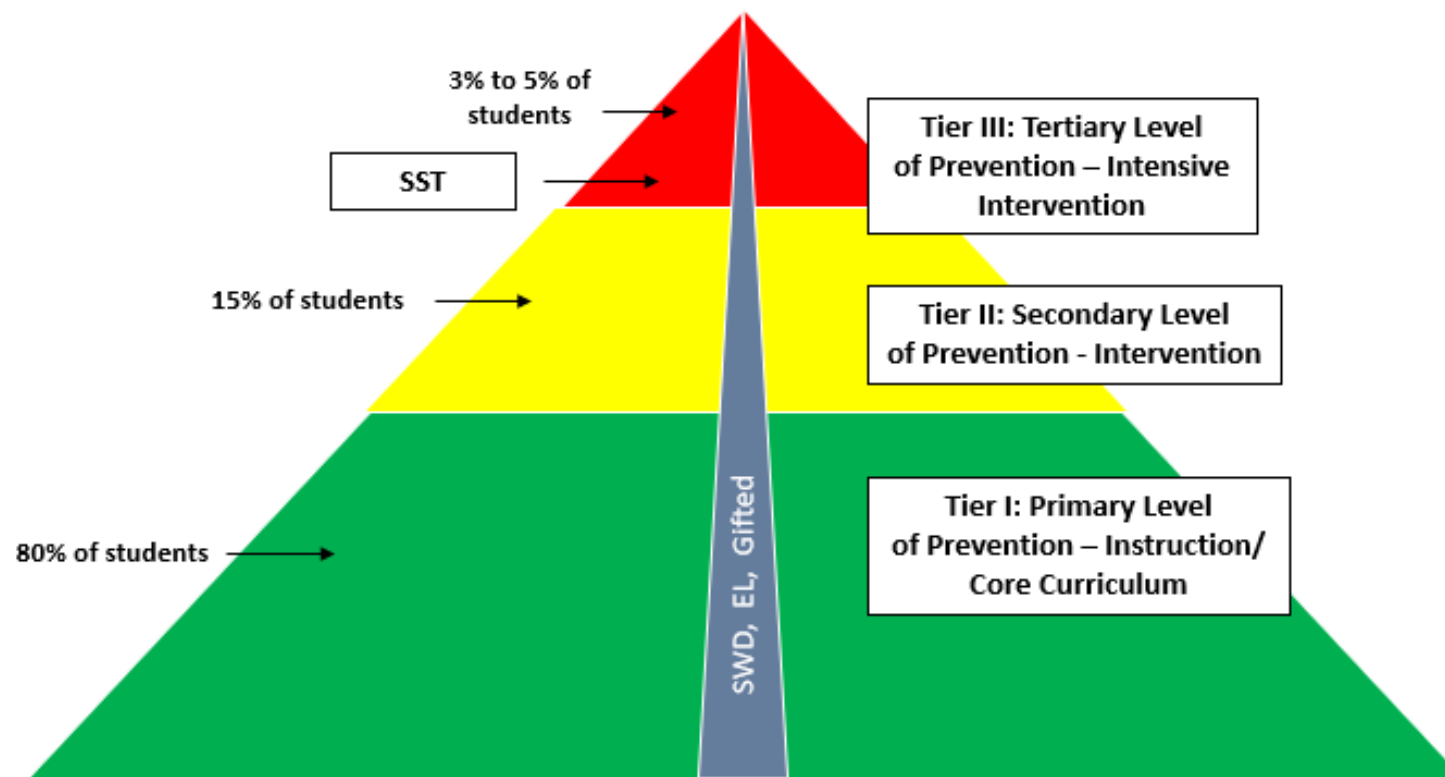 3% to 5% of
students
SST
15% of students
80% of students
Tier III: Tertiary Level
of Prevention – Intensive
Intervention
Tier II: Secondary Level
of Prevention - Intervention
Tier I: Primary Level
of Prevention – Instruction/
Core Curriculum
SWD, EL, Gifted